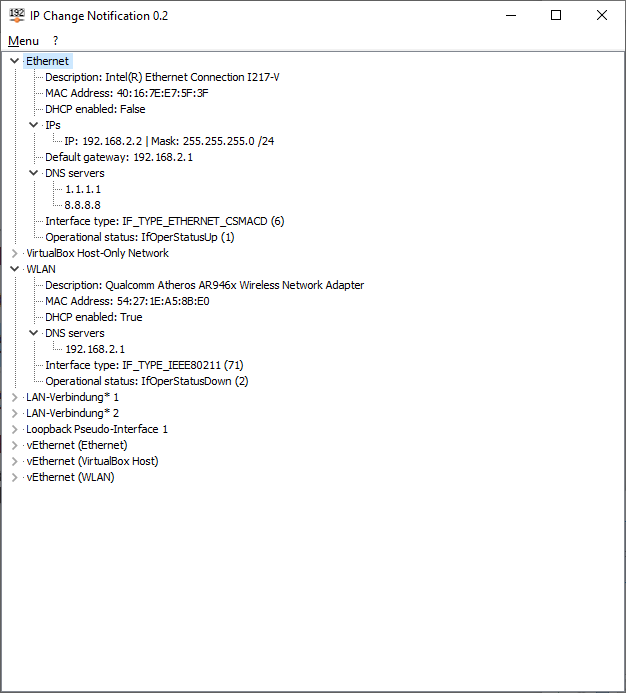 192
IP Change Notification 0.2
Menu ?
Ethernet
Description: Intel(R) Ethernet Connection I217-V
MAC Address: 40:16:7E:E7:5F:3F
DHCP enabled: False
IPs
IP: 192.168.2.2 | Mask: 255.255.255.0 /24
Default gateway: 192.168.2.1
DNS servers
1.1.1.1
8.8.8.8
Interface type: IF_TYPE_ETHERNET_CSMACD (6)
Operational status: IfOperStatusUp (1)
VirtualBox Host-Only Network
WLAN
Description: Qualcomm Atheros AR946x Wireless Network Adapter
MAC Address: 54:27:1E:A5:8B:E0
DHCP enabled: True
DNS servers
192.168.2.1
Interface type: IF_TYPE_IEEE80211 (71)
Operational status: IfOperStatusDown (2)
LAN-Verbindung* 1
LAN-Verbindung* 2
Loopback Pseudo-Interface 1
vEthernet (Ethernet)
vEthernet (VirtualBox Host)
vEthernet (WLAN)